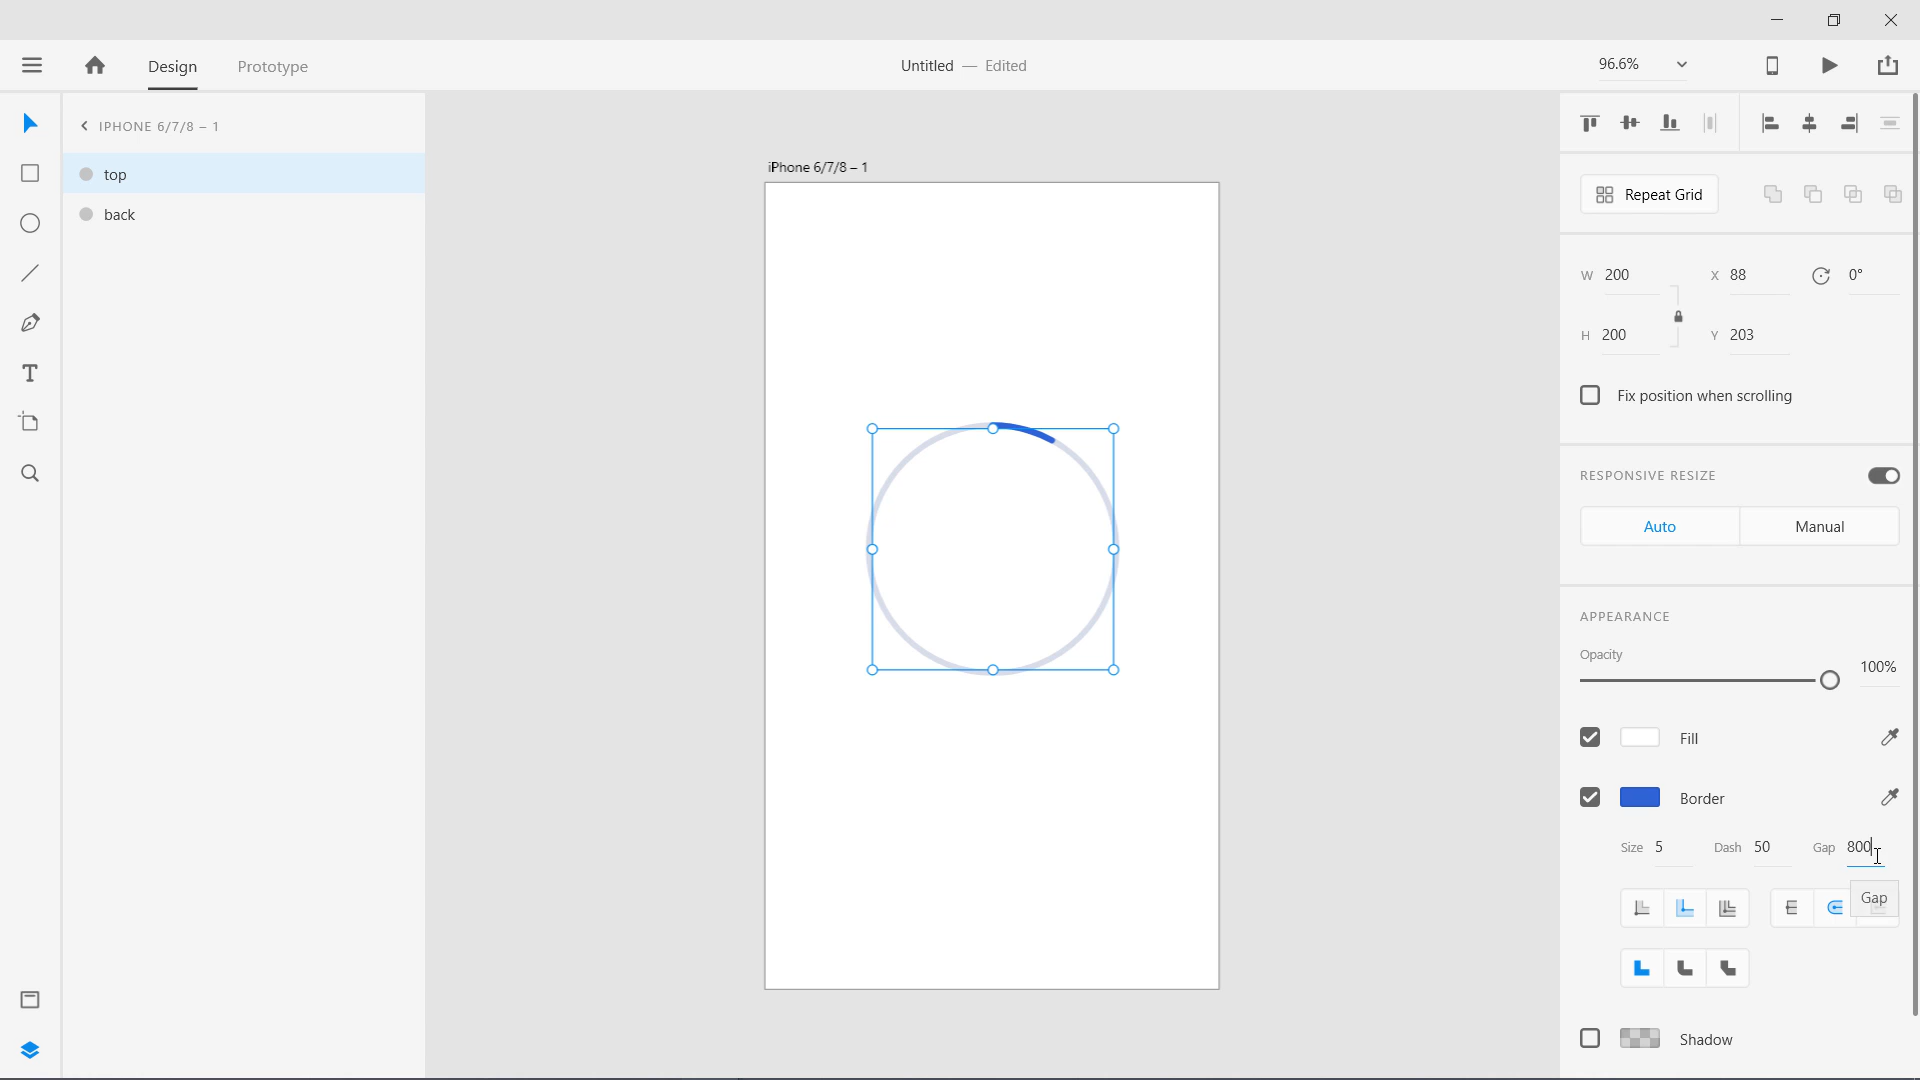 Design
Prototype
Untitled — Edited
96.6%
IPHONE 6/7/8 – 1
top
back
iPhone 6/7/8 – 1
Repeat Grid
W 200
X 88
0°
H 200
Y 203
Fix position when scrolling
RESPONSIVE RESIZE
Auto
Manual
APPEARANCE
Opacity
100%
Fill
Border
Size 5
Dash 50
Gap 800
Gap
Shadow